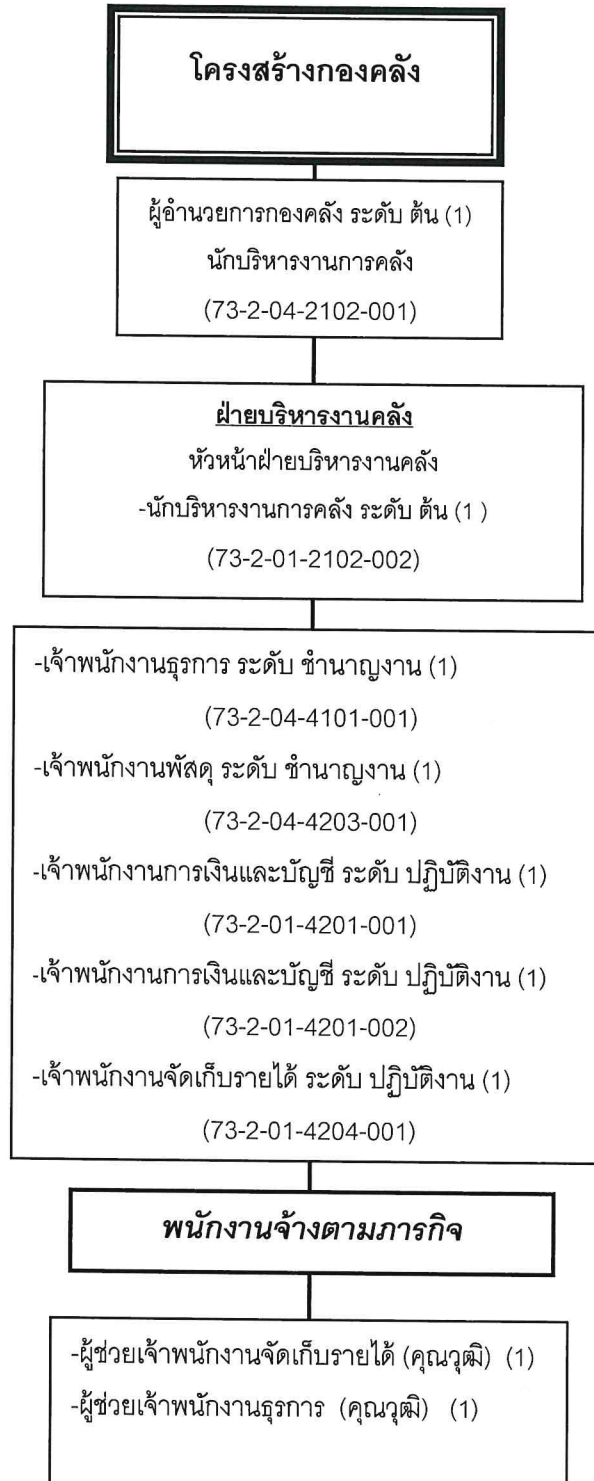 โครงสร้างกองคลัง
ผู้อำนวยการกองคลัง ระดับ ต้น (1)
นักบริหารงานการคลัง
(73-2-04-2102-001)
ฝ่ายบริหารงานคลัง
หัวหน้าฝ่ายบริหารงานคลัง
-นักบริหารงานการคลัง ระดับ ต้น (1 )
(73-2-01-2102-002)
-เจ้าพนักงานธุรการ ระดับ ชำนาญงาน (1)
(73-2-04-4101-001)
-เจ้าพนักงานพัสดุ ระดับ ชำนาญงาน (1)
(73-2-04-4203-001)
-เจ้าพนักงานการเงินและบัญชี ระดับ ปฏิบัติงาน (1)
(73-2-01-4201-001)
-เจ้าพนักงานการเงินและบัญชี ระดับ ปฏิบัติงาน (1)
(73-2-01-4201-002)
-เจ้าพนักงานจัดเก็บรายได้ ระดับ ปฏิบัติงาน (1)
(73-2-01-4204-001)
พนักงานจ้างตามภารกิจ
-ผู้ช่วยเจ้าพนักงานจัดเก็บรายได้ (คุณวุฒิ) (1)
-ผู้ช่วยเจ้าพนักงานธุรการ (คุณวุฒิ) (1)